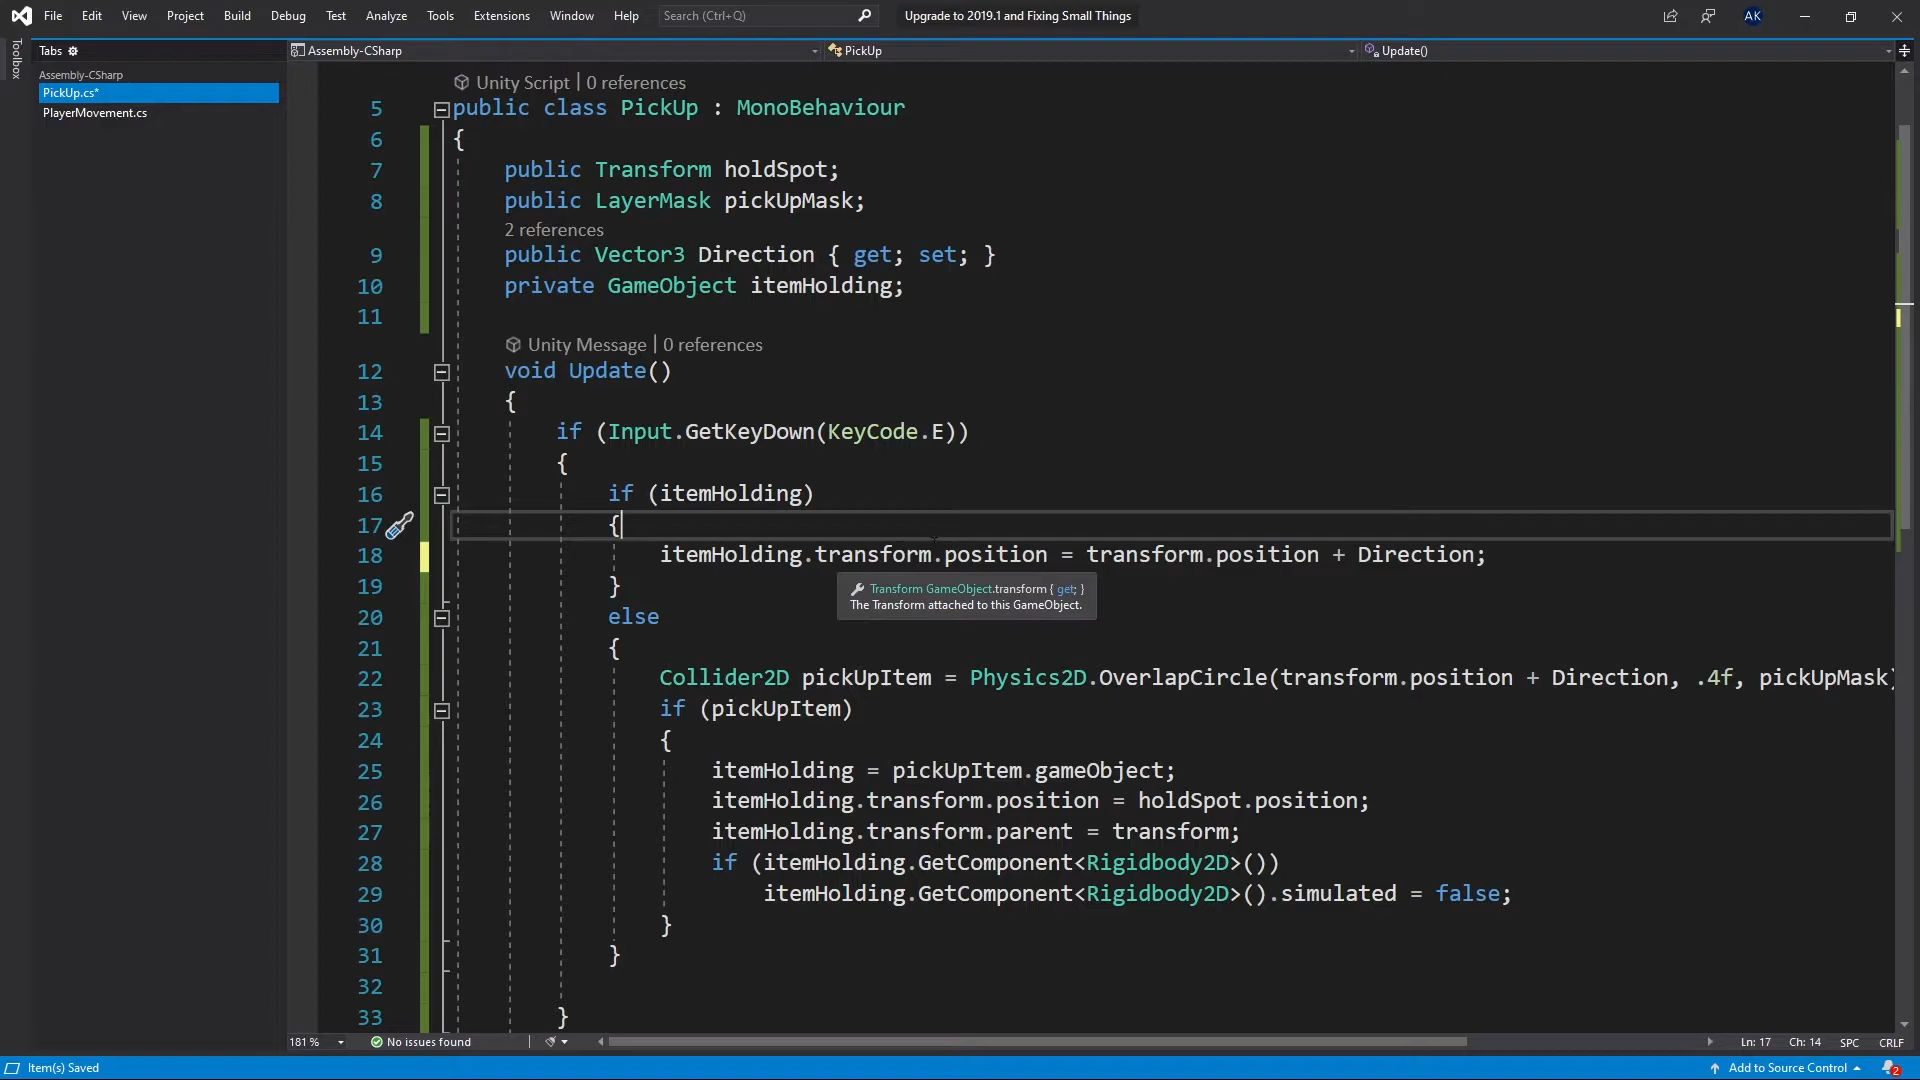 File Edit View Project Build Debug Test Analyze Tools Extensions Window Help Search (Ctrl+Q) Upgrade to 2019.1 and Fixing Small Things AK
Toolbox
Tabs
Assembly-CSharp
PickUp.cs*
PlayerMovement.cs
Assembly-CSharp PickUp Update()
Unity Script | 0 references
5 public class PickUp : MonoBehaviour
6 {
7 public Transform holdSpot;
8 public LayerMask pickUpMask;
2 references
9 public Vector3 Direction { get; set; }
10 private GameObject itemHolding;
11
Unity Message | 0 references
12 void Update()
13 {
14 if (Input.GetKeyDown(KeyCode.E))
15 {
16 if (itemHolding)
17 {
18 itemHolding.transform.position = transform.position + Direction;
Transform GameObject.transform { get; }
The Transform attached to this GameObject.
19 }
20 else
21 {
22 Collider2D pickUpItem = Physics2D.OverlapCircle(transform.position + Direction, .4f, pickUpMask)
23 if (pickUpItem)
24 {
25 itemHolding = pickUpItem.gameObject;
26 itemHolding.transform.position = holdSpot.position;
27 itemHolding.transform.parent = transform;
28 if (itemHolding.GetComponent<Rigidbody2D>())
29 itemHolding.GetComponent<Rigidbody2D>().simulated = false;
30 }
31 }
32
33 }
181 % No issues found Ln: 17 Ch: 14 SPC CRLF
Item(s) Saved Add to Source Control 2